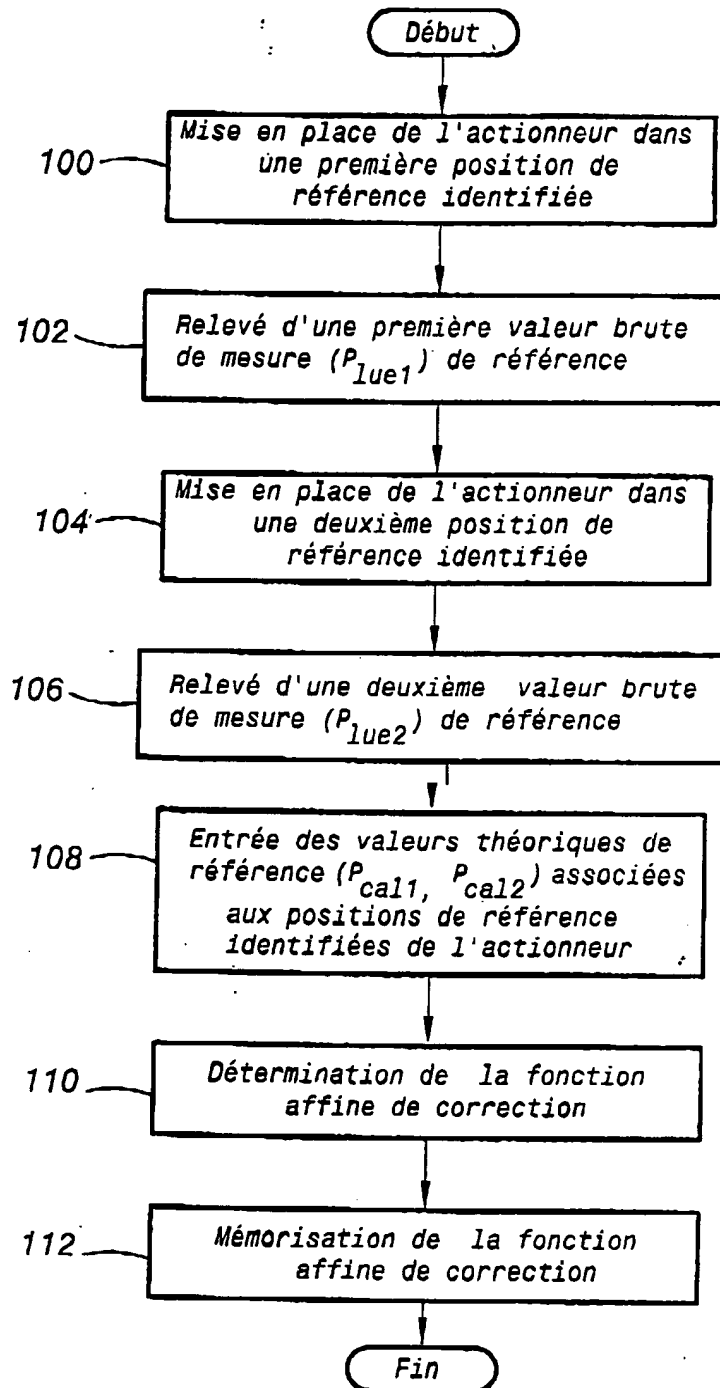 Début
100
Mise en place de l'actionneur dans
une première position de
référence identifiée
102
Relevé d'une première valeur brute
de mesure (P_lue1) de référence
104
Mise en place de l'actionneur dans
une deuxième position de
référence identifiée
106
Relevé d'une deuxième valeur brute
de mesure (P_lue2) de référence
108
Entrée des valeurs théoriques de
référence (P_cal1, P_cal2) associées
aux positions de référence
identifiées de l'actionneur
110
Détermination de la fonction
affine de correction
112
Mémorisation de la fonction
affine de correction
Fin